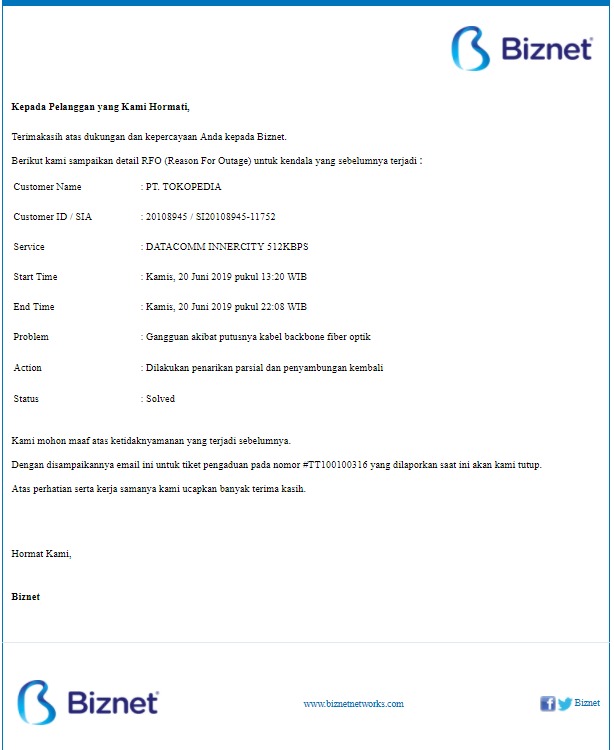 Biznet
Kepada Pelanggan yang Kami Hormati,
Terimakasih atas dukungan dan kepercayaan Anda kepada Biznet.
Berikut kami sampaikan detail RFO (Reason For Outage) untuk kendala yang sebelumnya terjadi :
Customer Name : PT. TOKOPEDIA
Customer ID / SIA : 20108945 / SI20108945-11752
Service : DATACOMM INNERCITY 512KBPS
Start Time : Kamis, 20 Juni 2019 pukul 13:20 WIB
End Time : Kamis, 20 Juni 2019 pukul 22:08 WIB
Problem : Gangguan akibat putusnya kabel backbone fiber optik
Action : Dilakukan penarikan parsial dan penyambungan kembali
Status : Solved
Kami mohon maaf atas ketidaknyamanan yang terjadi sebelumnya.
Dengan disampaikannya email ini untuk tiket pengaduan pada nomor #TT100100316 yang dilaporkan saat ini akan kami tutup.
Atas perhatian serta kerja samanya kami ucapkan banyak terima kasih.
Hormat Kami,
Biznet
Biznet www.biznetnetworks.com Biznet